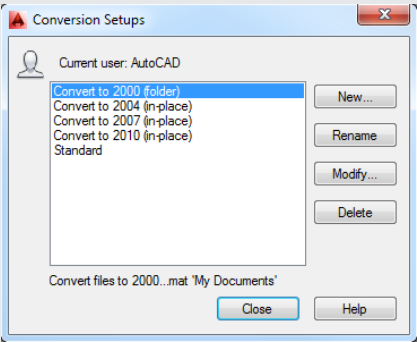 Conversion Setups
Current user: AutoCAD
Convert to 2000 (folder)
Convert to 2004 (in-place)
Convert to 2007 (in-place)
Convert to 2010 (in-place)
Standard
New...
Rename
Modify...
Delete
Convert files to 2000...mat 'My Documents'
Close
Help